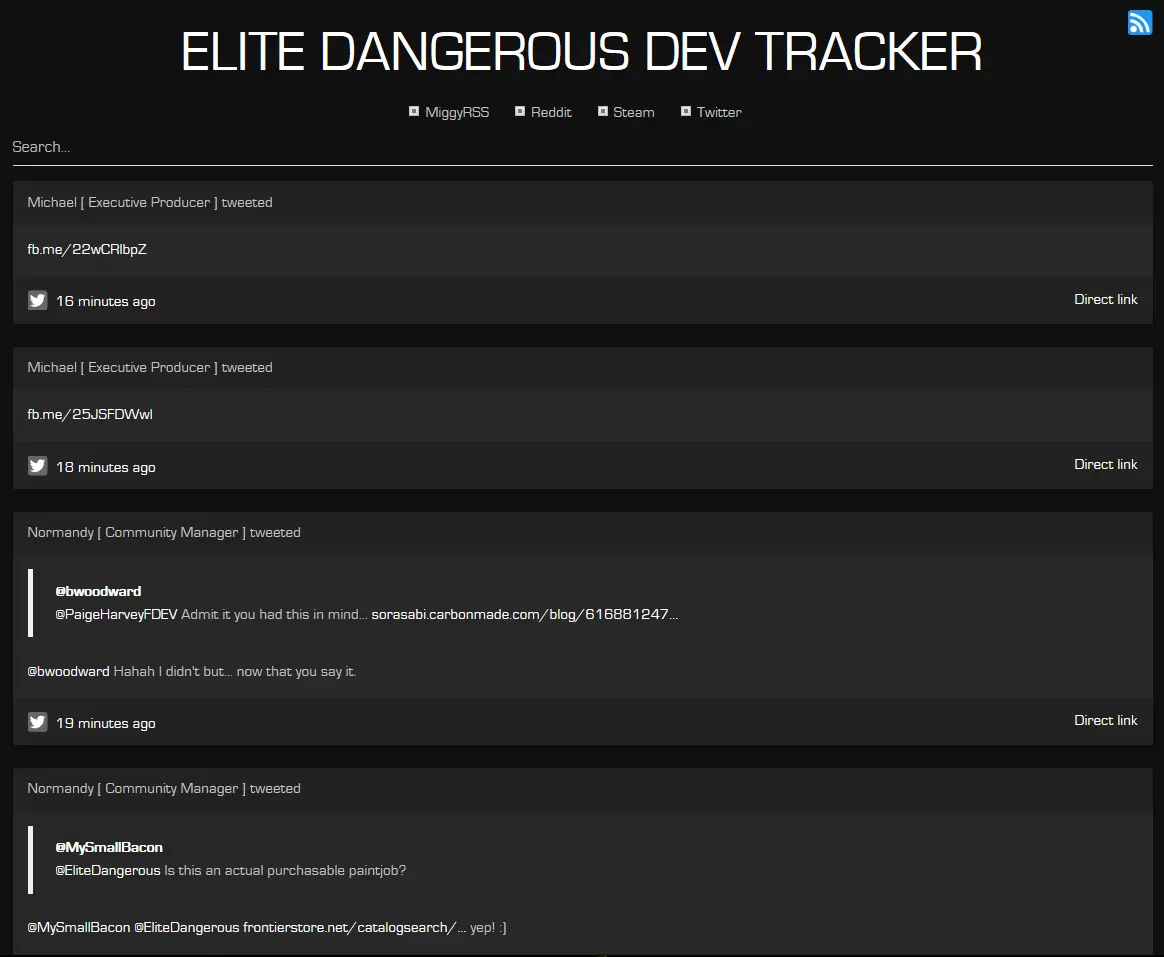 ELITE DANGEROUS DEV TRACKER
MiggyRSS Reddit Steam Twitter
Search...
Michael [ Executive Producer ] tweeted
fb.me/22wCRlbpZ
16 minutes ago Direct link
Michael [ Executive Producer ] tweeted
fb.me/25JSFDWwl
18 minutes ago Direct link
Normandy [ Community Manager ] tweeted
@bwoodward
@PaigeHarveyFDEV Admit it you had this in mind... sorasabi.carbonmade.com/blog/616881247...
@bwoodward Hahah I didn't but... now that you say it.
19 minutes ago Direct link
Normandy [ Community Manager ] tweeted
@MySmallBacon
@EliteDangerous Is this an actual purchasable paintjob?
@MySmallBacon @EliteDangerous frontierstore.net/catalogsearch/... yep! :]